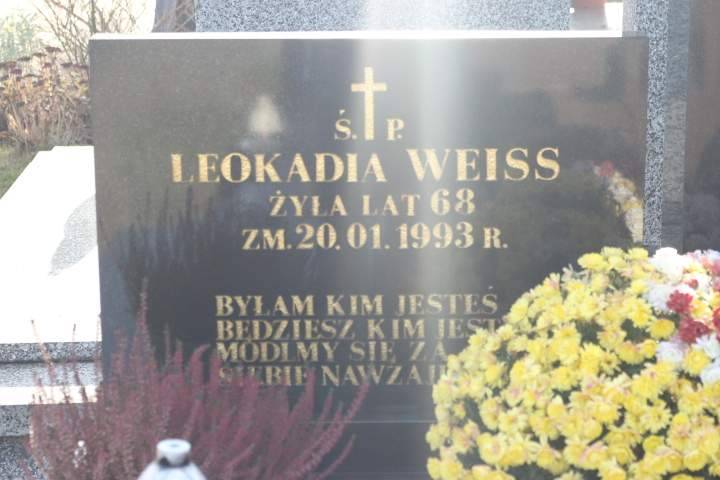 Ś. P.
LEOKADIA WEISS
ŻYŁA LAT 68
ZM. 20.01.1993 R.
BYŁAM KIM JESTEŚ
BĘDZIESZ KIM
MÓDLMY SIĘ ZA
SIEBIE